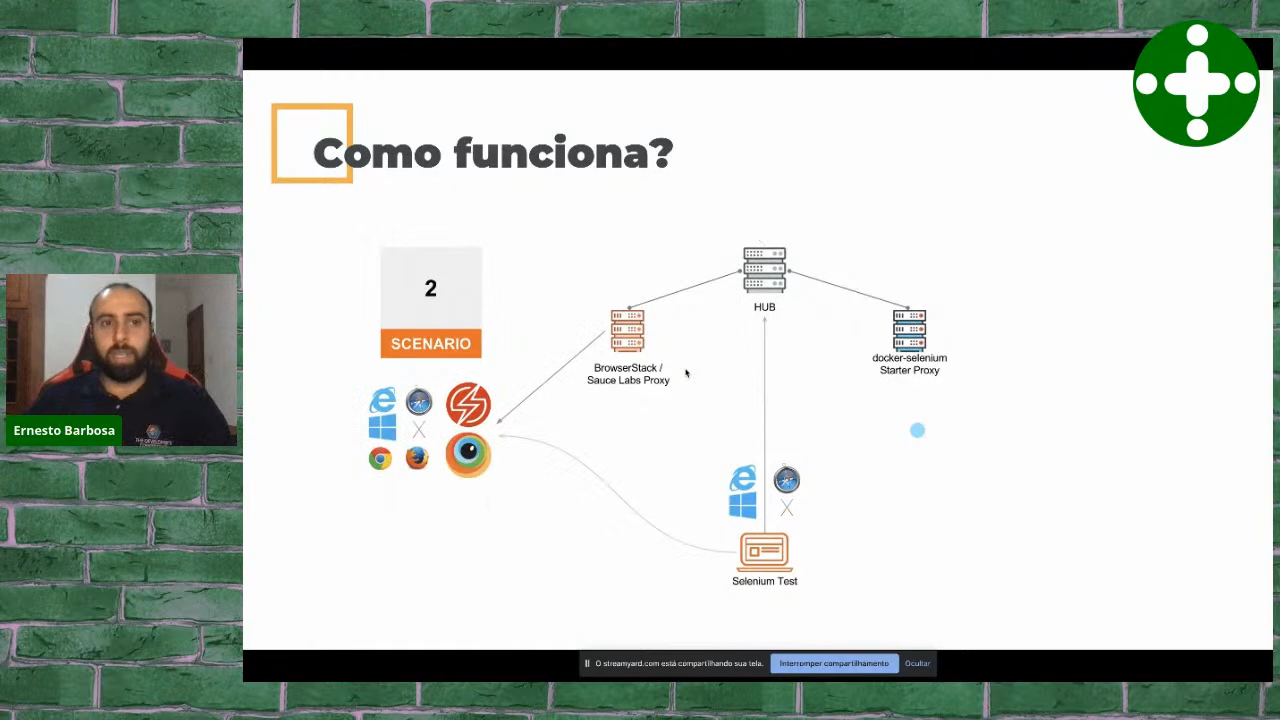 Como funciona?
2
SCENARIO
HUB
BrowserStack /
Sauce Labs Proxy
docker-selenium
Starter Proxy
Selenium Test
Ernesto Barbosa
O streamyard.com está compartilhando sua tela.
Interromper compartilhamento
Ocultar